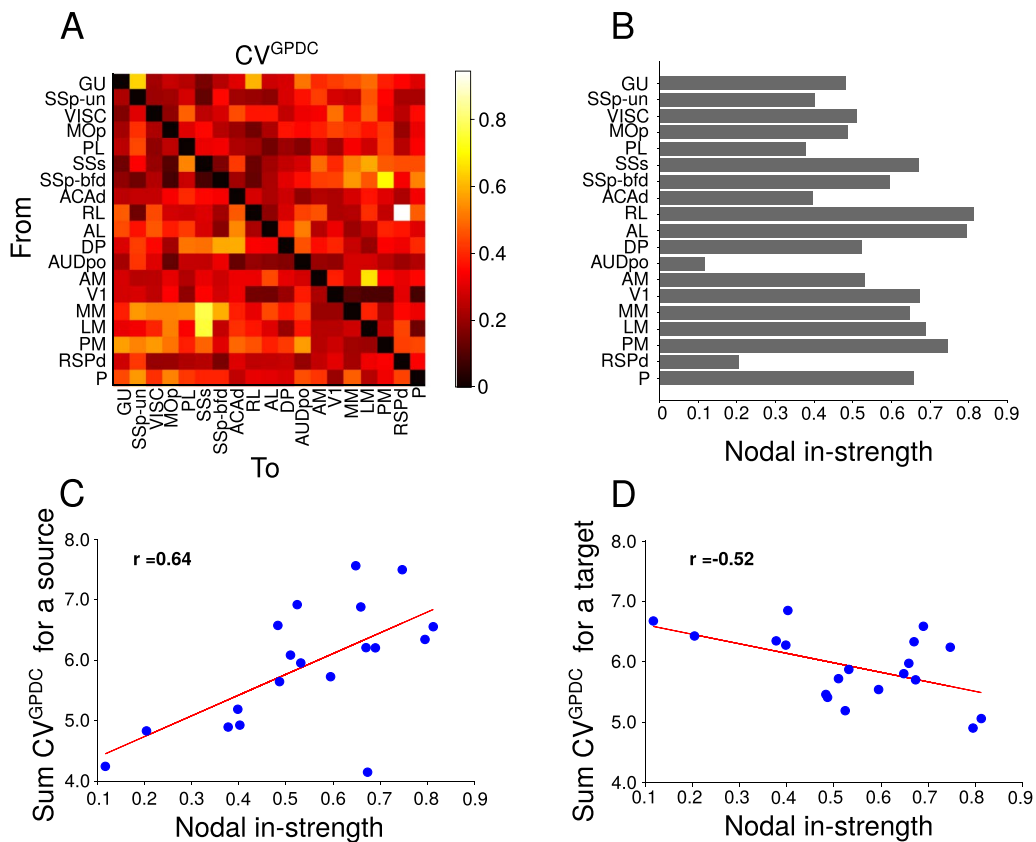 A
CV^GPDC
From
GU
SSp-un
VISC
MOp
PL
SSs
SSp-bfd
ACAd
RL
AL
DP
AUDpo
AM
V1
MM
LM
PM
RSPd
P
GU
SSp-un
VISC
MOp
PL
SSs
SSp-bfd
ACAd
RL
AL
DP
AUDpo
AM
V1
MM
LM
PM
RSPd
P
To
0.8
0.6
0.4
0.2
0
B
GU
SSp-un
VISC
MOp
PL
SSs
SSp-bfd
ACAd
RL
AL
DP
AUDpo
AM
V1
MM
LM
PM
RSPd
P
0 0.1 0.2 0.3 0.4 0.5 0.6 0.7 0.8 0.9
Nodal in-strength
C
Sum CV^GPDC for a source
8.0
7.0
6.0
5.0
4.0
r =0.64
0.1 0.2 0.3 0.4 0.5 0.6 0.7 0.8 0.9
Nodal in-strength
D
Sum CV^GPDC for a target
8.0
7.0
6.0
5.0
4.0
r =-0.52
0.1 0.2 0.3 0.4 0.5 0.6 0.7 0.8 0.9
Nodal in-strength